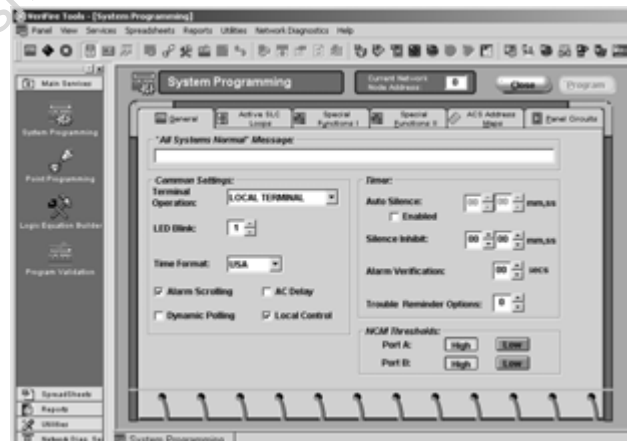 VeriFire Tools - [System Programming]
Panel View Services Spreadsheets Reports Utilities Network Diagnostics Help
Main Services
System Programming
Current Network
Node Address: 0
Close
Program
System Programming
General
Active SLC
Loops
Special
Functions I
Special
Functions II
ACS Address
Maps
Panel Circuits
"All Systems Normal" Message:
Point Programming
Common Settings:
Timer:
Terminal
Operation: LOCAL TERMINAL
Auto Silence: 00 : 00 mm,ss
Enabled
Logic Equation Builder
LED Blink: 1
Silence Inhibit: 00 : 00 mm,ss
Program Validation
Time Format: USA
Alarm Verification: 00 secs
Alarm Scrolling
AC Delay
Trouble Reminder Options: 0
Dynamic Polling
Local Control
NCM Thresholds:
Port A: High Low
Port B: High Low
SpreadSheets
Reports
Utilities
Network Diag.
System Programming